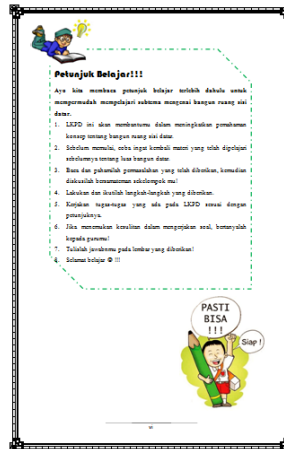 Petunjuk Belajar!!!
Ayo kita membaca petunjuk belajar terlebih dahulu untuk
mempermudah mempelajari subtema mengenai bangun ruang sisi
datar.
1. LKPD ini akan membantumu dalam meningkatkan pemahaman
konsep tentang bangun ruang sisi datar.
2. Sebelum memulai, coba ingat kembali materi yang telah dipelajari
sebelumnya tentang luas bangun datar.
3. Baca dan pahamilah permasalahan yang telah diberikan, kemudian
diskusilah bersamateman sekelompok mu!
4. Lakukan dan ikutilah langkah-langkah yang diberikan.
5. Kerjakan tugas-tugas yang ada pada LKPD sesuai dengan
petunjuknya.
6. Jika menemukan kesulitan dalam mengerjakan soal, bertanyalah
kepada gurumu!
7. Tulislah jawabanmu pada lembar yang diberikan!
8. Selamat belajar ☺ !!!
PASTI
BISA
!!!
Siap !
vi